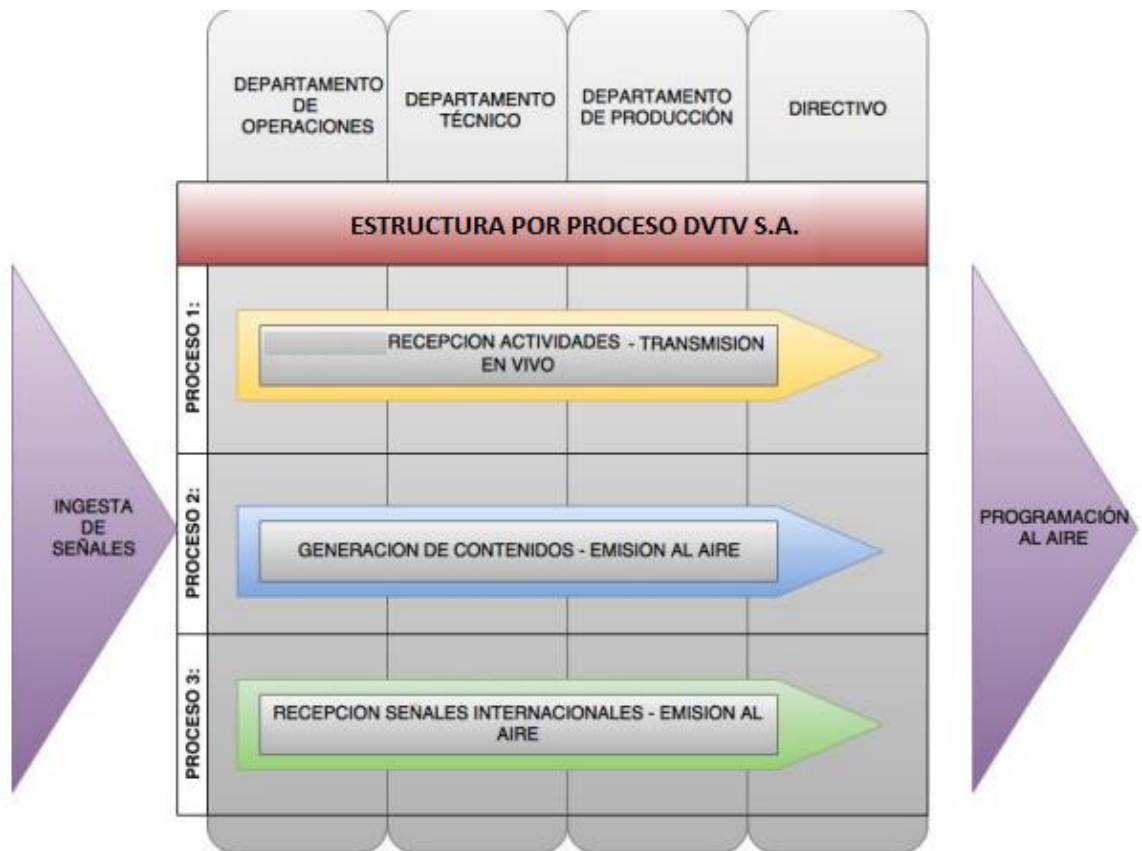 DEPARTAMENTO
DE
OPERACIONES
DEPARTAMENTO
TÉCNICO
DEPARTAMENTO
DE PRODUCCIÓN
DIRECTIVO
ESTRUCTURA POR PROCESO DVTV S.A.
PROCESO 1:
RECEPCION ACTIVIDADES - TRANSMISION
EN VIVO
INGESTA
DE
SEÑALES
PROCESO 2:
GENERACION DE CONTENIDOS - EMISION AL AIRE
PROGRAMACIÓN
AL AIRE
PROCESO 3:
RECEPCION SEÑALES INTERNACIONALES - EMISION AL
AIRE